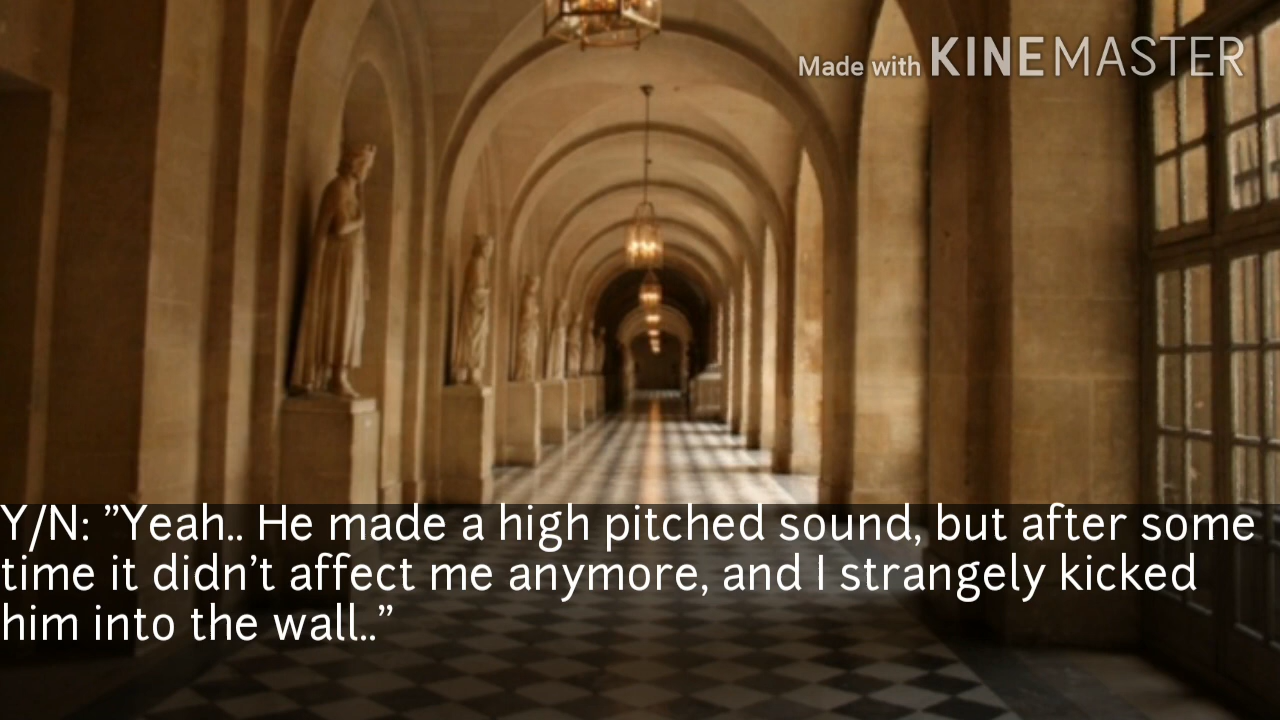 Made with KINEMASTER
Y/N: ”Yeah.. He made a high pitched sound, but after some
time it didn’t affect me anymore, and I strangely kicked
him into the wall..”